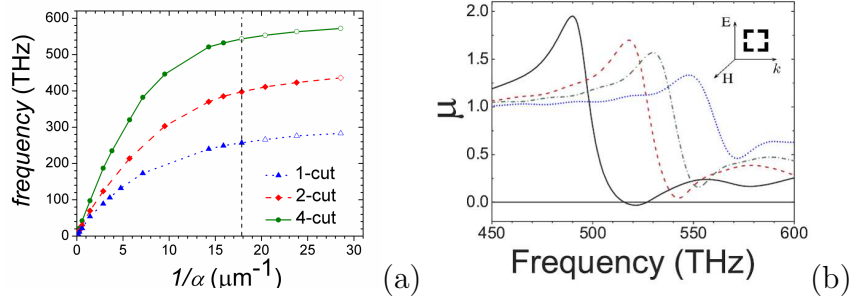 600
500
400
300
200
100
0
frequency (THz)
0 5 10 15 20 25 30
1/α (μm⁻¹)
1-cut
2-cut
4-cut
(a)
2.0
1.5
1.0
0.5
0.0
μ
E
H
k
450 500 550 600
Frequency (THz)
(b)